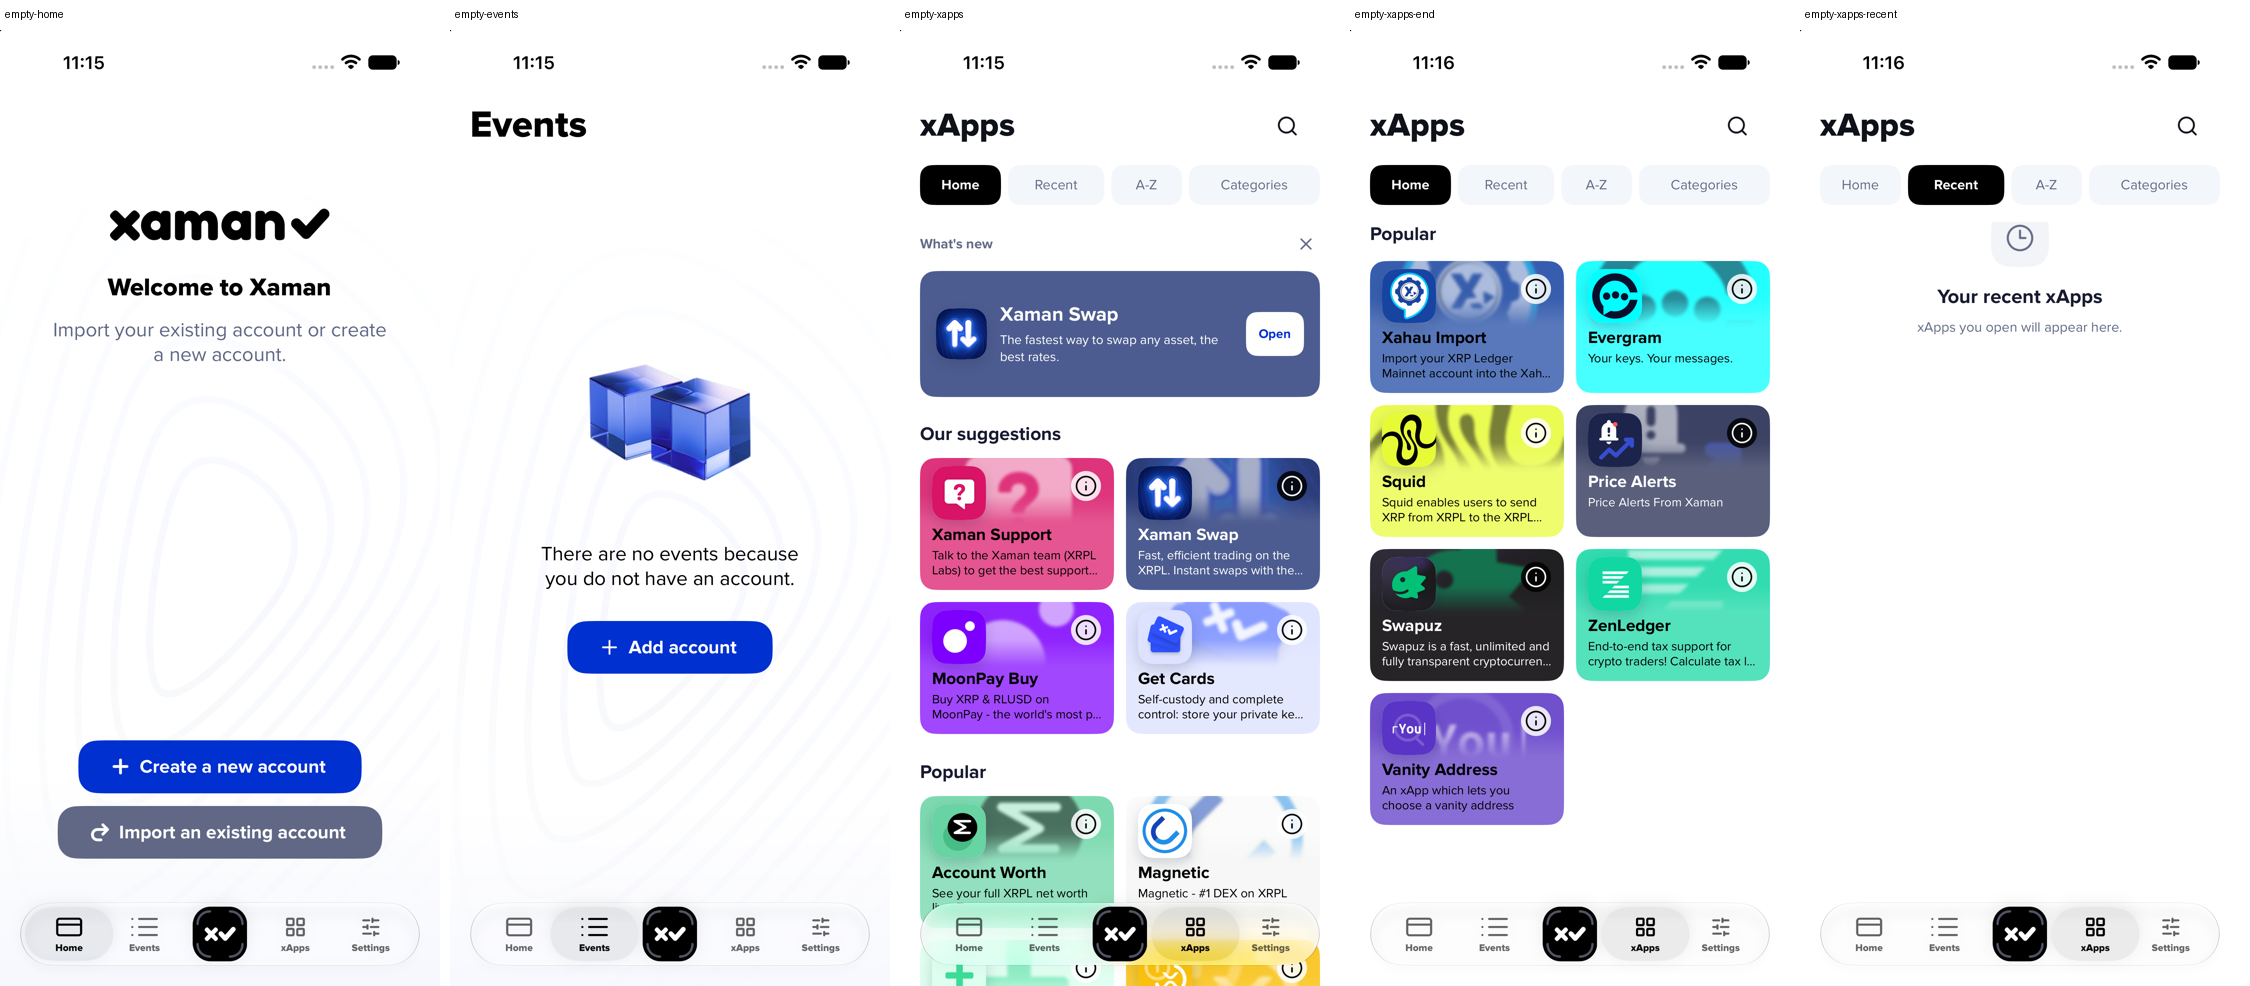 empty-home
11:15
xaman
Welcome to Xaman
Import your existing account or create
a new account.
Create a new account
Import an existing account
Home
Events
xApps
Settings
empty-events
11:15
Events
There are no events because
you do not have an account.
Add account
Home
Events
xApps
Settings
empty-xapps
11:15
xApps
Home
Recent
A-Z
Categories
What's new
Xaman Swap
The fastest way to swap any asset, the
best rates.
Open
Our suggestions
Xaman Support
Talk to the Xaman team (XRPL
Labs) to get the best support...
Xaman Swap
Fast, efficient trading on the
XRPL. Instant swaps with the...
MoonPay Buy
Buy XRP & RLUSD on
MoonPay - the world's most p...
Get Cards
Self-custody and complete
control: store your private ke...
Popular
Account Worth
See your full XRPL net worth
Magnetic
Magnetic - #1 DEX on XRPL
Home
Events
xApps
Settings
empty-xapps-end
11:16
xApps
Home
Recent
A-Z
Categories
Popular
Xahau Import
Import your XRP Ledger
Mainnet account into the Xah...
Evergram
Your keys. Your messages.
Squid
Squid enables users to send
XRP from XRPL to the XRPL...
Price Alerts
Price Alerts From Xaman
Swapuz
Swapuz is a fast, unlimited and
fully transparent cryptocurren...
ZenLedger
End-to-end tax support for
crypto traders! Calculate tax l...
rYou
You
Vanity Address
An xApp which lets you
choose a vanity address
Home
Events
xApps
Settings
empty-xapps-recent
11:16
xApps
Home
Recent
A-Z
Categories
Your recent xApps
xApps you open will appear here.
Home
Events
xApps
Settings